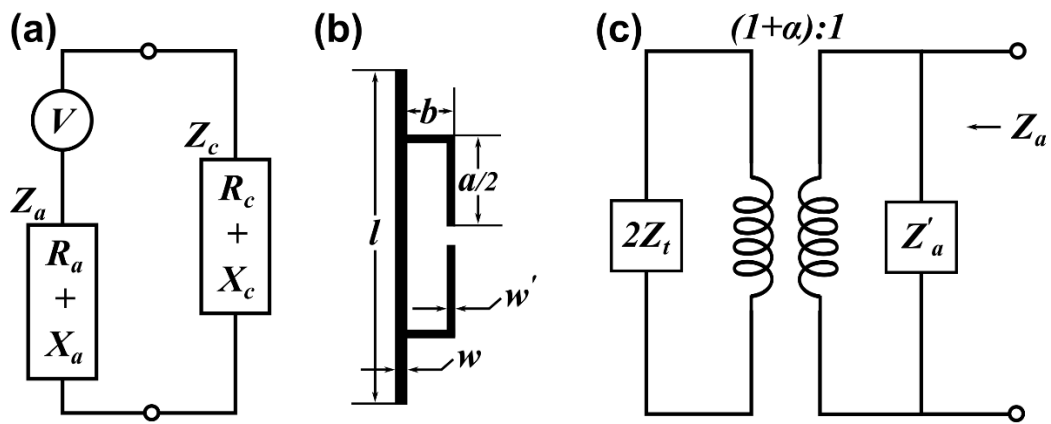 (a)
V
Z_a
R_a
+
X_a
Z_c
R_c
+
X_c
(b)
b
a/2
l
w'
w
(c)
(1+α):1
2Z_t
Z'_a
← Z_a